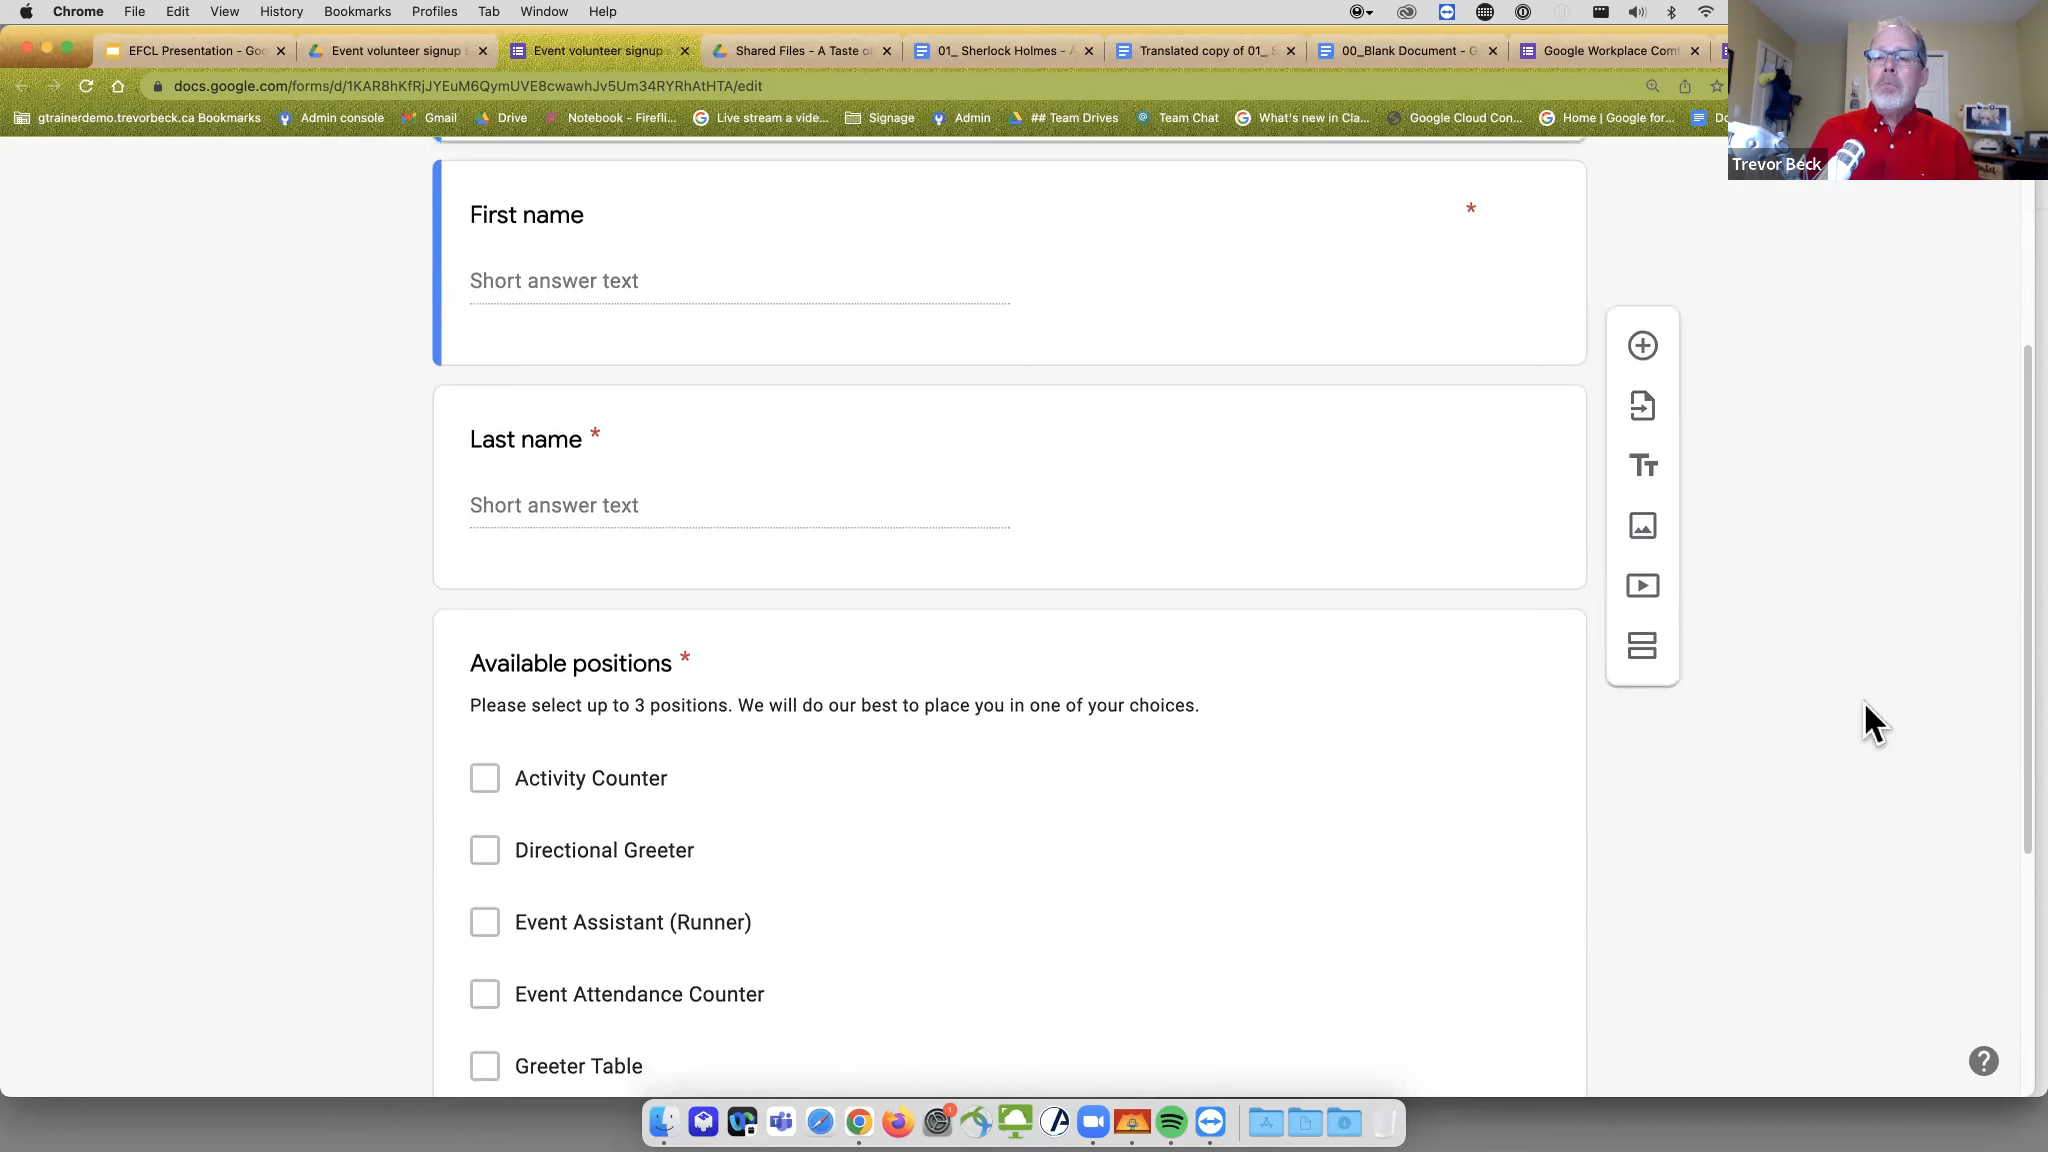 Chrome File Edit View History Bookmarks Profiles Tab Window Help
EFCL Presentation - Goo
Event volunteer signup
Event volunteer signup
Shared Files - A Taste o
01_ Sherlock Holmes - A
Translated copy of 01_ S
00_Blank Document - G
Google Workplace Com
docs.google.com/forms/d/1KAR8hKfRjJYEuM6QymUVE8cwawhJv5Um34RYRhAtHTA/edit
gtrainerdemo.trevorbeck.ca Bookmarks Admin console Gmail Drive Notebook - Firefli... Live stream a vide... Signage Admin ## Team Drives Team Chat What's new in Cla... Google Cloud Con... Home | Google for... Do
Trevor Beck
First name *
Short answer text
Last name *
Short answer text
Available positions *
Please select up to 3 positions. We will do our best to place you in one of your choices.
Activity Counter
Directional Greeter
Event Assistant (Runner)
Event Attendance Counter
Greeter Table